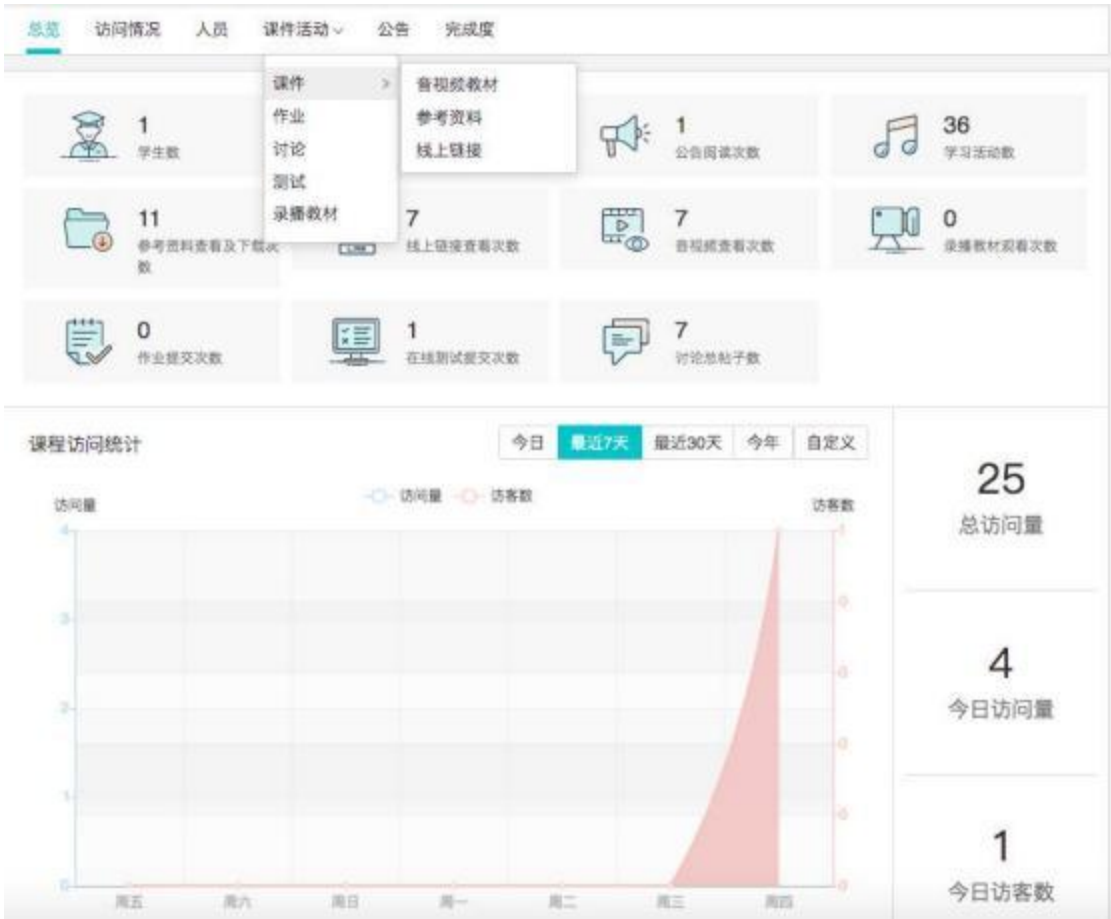 总览 访问情况 人员 课件活动 公告 完成度
课件 > 音视频教材
作业 参考资料
讨论 线上链接
测试
录播教材
1
学生数
1
公告阅读次数
36
学习活动数
11
参考资料查看及下载次
数
7
线上链接查看次数
7
音视频查看次数
0
录播教材观看次数
0
作业提交次数
1
在线测试提交次数
7
讨论总帖子数
课程访问统计
今日 最近7天 最近30天 今年 自定义
访问量 访问量 访客数 访客数
4
3
2
1
0
周五 周六 周日 周一 周二 周三 周四
25
总访问量
4
今日访问量
1
今日访客数